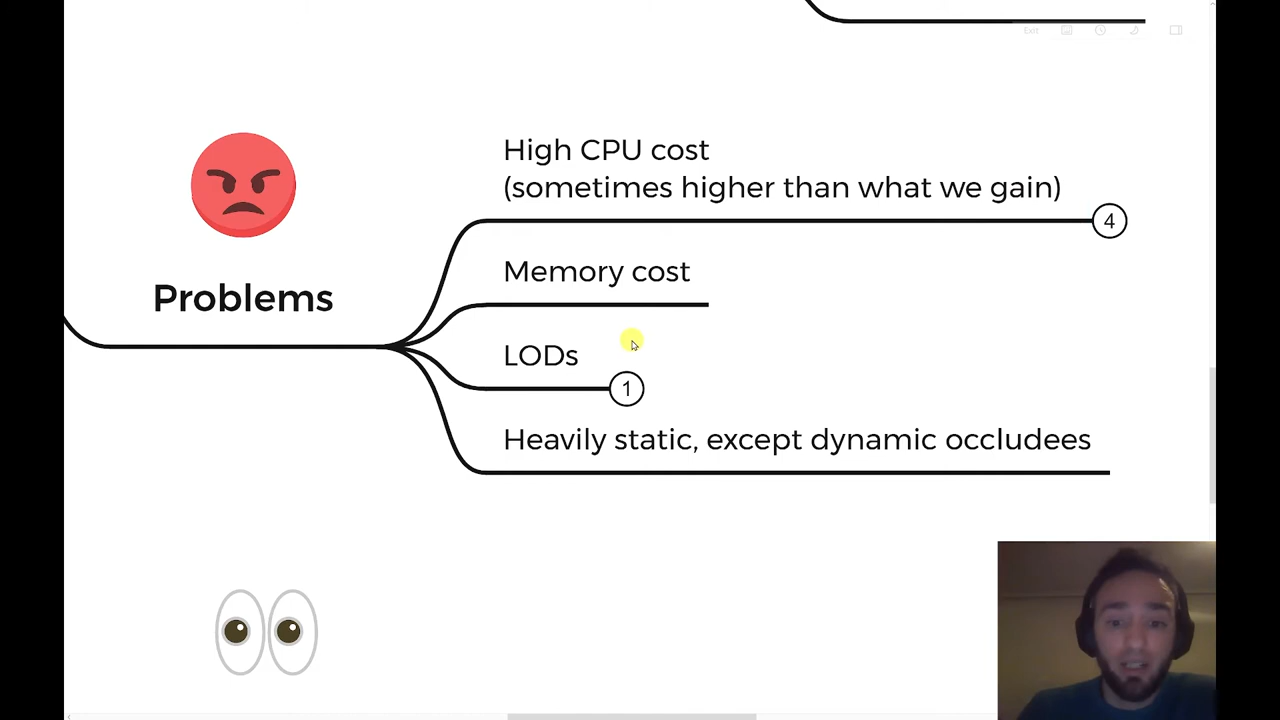 Exit
High CPU cost
(sometimes higher than what we gain)
4
Memory cost
Problems
LODs
1
Heavily static, except dynamic occludees